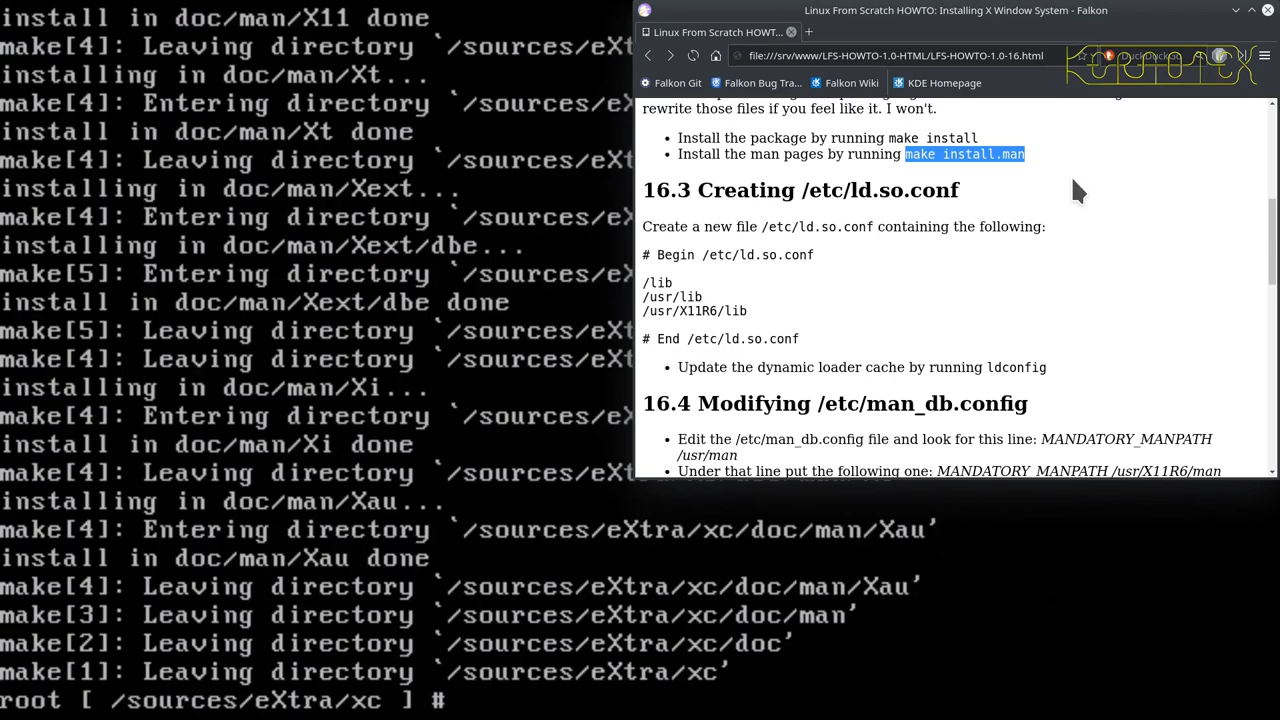 install in doc/man/X11 done
make[4]: Leaving directory `/sources/eXt
installing in doc/man/Xt...
make[4]: Entering directory `/sources/eX
install in doc/man/Xt done
make[4]: Leaving directory `/sources/eXt
installing in doc/man/Xext...
make[4]: Entering directory `/sources/eX
installing in doc/man/Xext/dbe...
make[5]: Entering directory `/sources/eX
install in doc/man/Xext/dbe done
make[5]: Leaving directory `/sources/eXt
make[4]: Leaving directory `/sources/eXt
installing in doc/man/Xi...
make[4]: Entering directory `/sources/eX
install in doc/man/Xi done
make[4]: Leaving directory `/sources/eXt
installing in doc/man/Xau...
make[4]: Entering directory `/sources/eXtra/xc/doc/man/Xau'
install in doc/man/Xau done
make[4]: Leaving directory `/sources/eXtra/xc/doc/man/Xau'
make[3]: Leaving directory `/sources/eXtra/xc/doc/man'
make[2]: Leaving directory `/sources/eXtra/xc/doc'
make[1]: Leaving directory `/sources/eXtra/xc'
root [ /sources/eXtra/xc ] #
Linux From Scratch HOWTO: Installing X Window System - Falkon
Linux From Scratch HOWT...
file:///srv/www/LFS-HOWTO-1.0-HTML/LFS-HOWTO-1.0-16.html
Falkon Git Falkon Bug Tra... Falkon Wiki KDE Homepage
rewrite those files if you feel like it. I won't.
• Install the package by running make install
• Install the man pages by running make install.man
16.3 Creating /etc/ld.so.conf
Create a new file /etc/ld.so.conf containing the following:
# Begin /etc/ld.so.conf
/lib
/usr/lib
/usr/X11R6/lib
# End /etc/ld.so.conf
• Update the dynamic loader cache by running ldconfig
16.4 Modifying /etc/man_db.config
• Edit the /etc/man_db.config file and look for this line: MANDATORY_MANPATH
/usr/man
• Under that line put the following one: MANDATORY_MANPATH /usr/X11R6/man